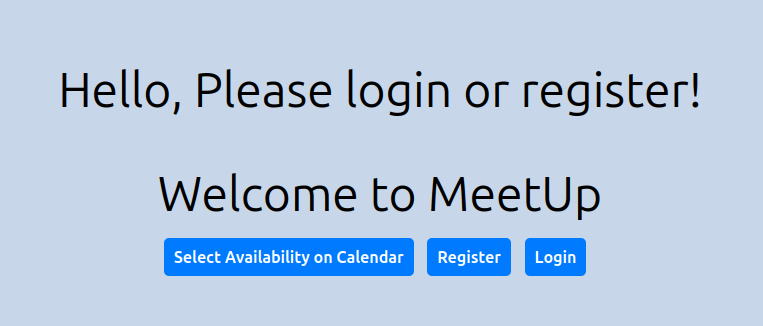 Hello, Please login or register!
Welcome to MeetUp
Select Availability on Calendar Register Login